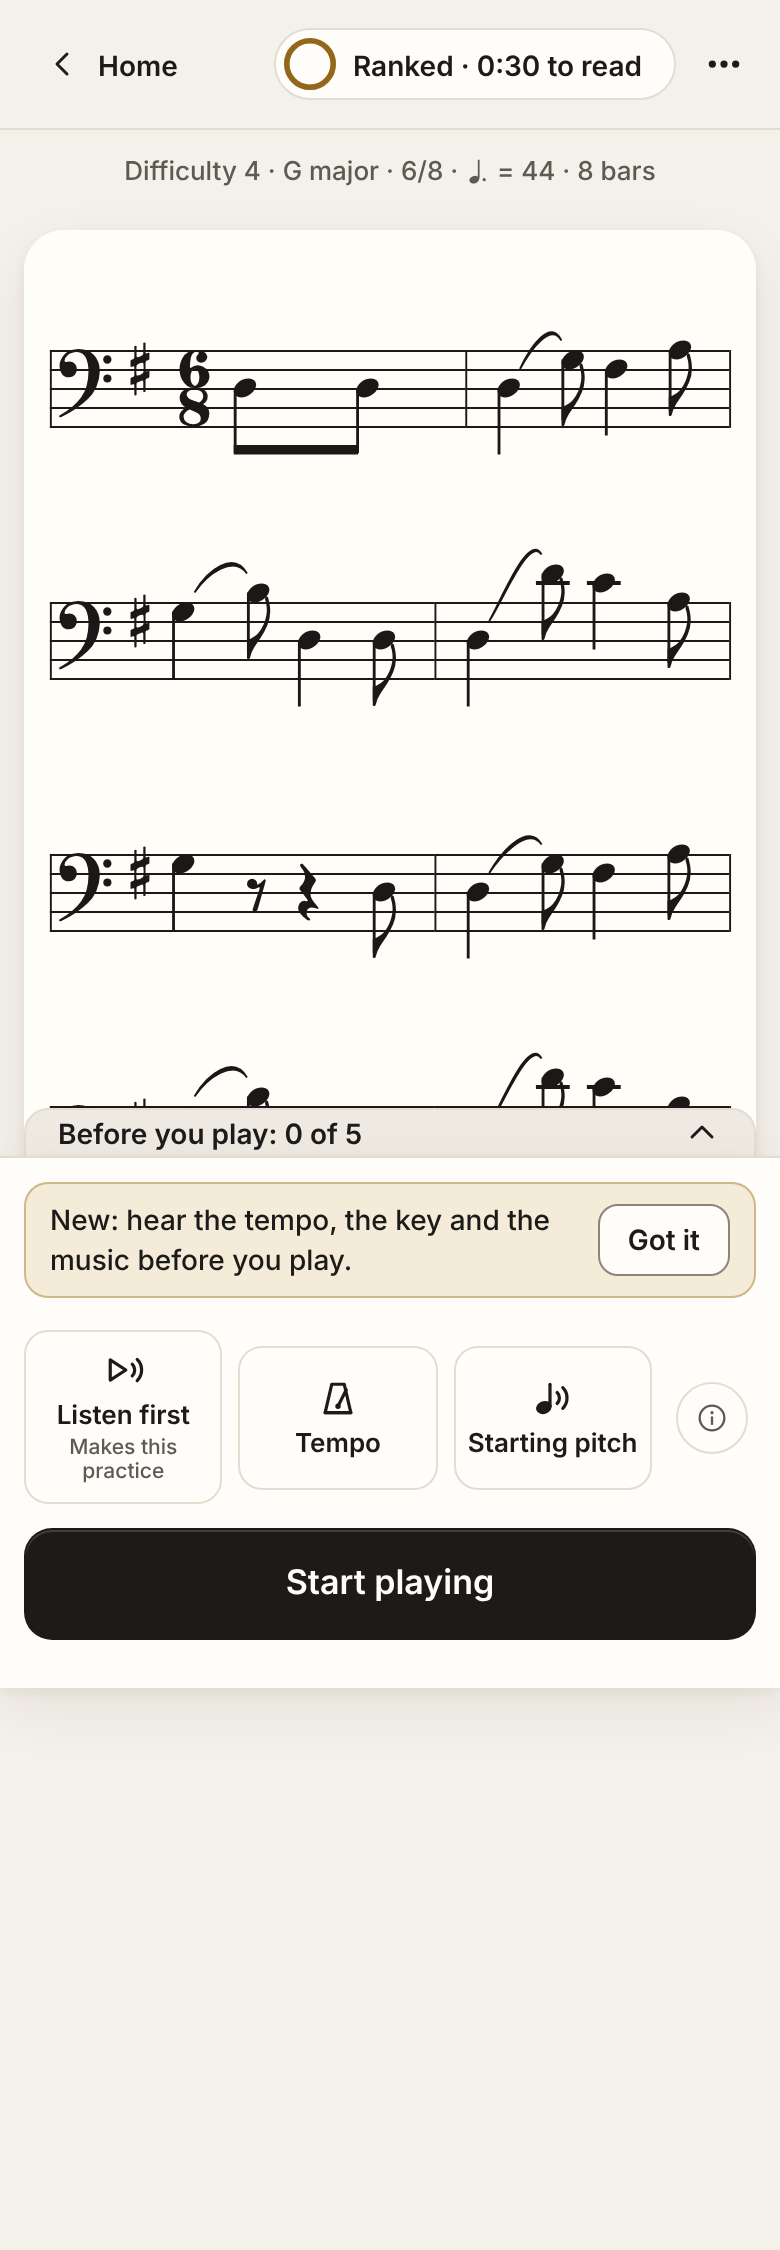 Home
Ranked · 0:30 to read
Difficulty 4 · G major · 6/8 · ♩. = 44 · 8 bars
6
8
Before you play: 0 of 5
New: hear the tempo, the key and the
music before you play.
Got it
Listen first
Makes this
practice
Tempo
Starting pitch
Start playing